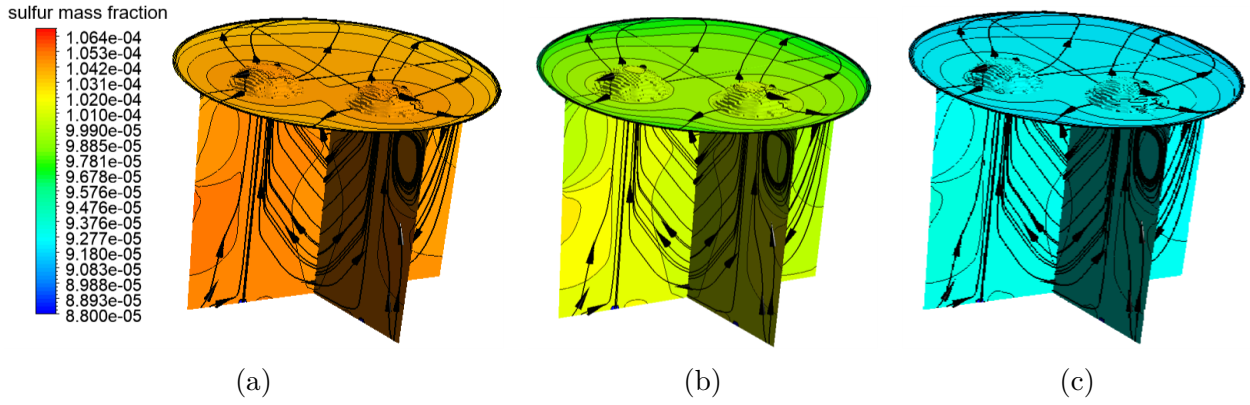 sulfur mass fraction
1.064e-04
1.053e-04
1.042e-04
1.031e-04
1.020e-04
1.010e-04
9.990e-05
9.885e-05
9.781e-05
9.678e-05
9.576e-05
9.476e-05
9.376e-05
9.277e-05
9.180e-05
9.083e-05
8.988e-05
8.893e-05
8.800e-05
(a)
(b)
(c)